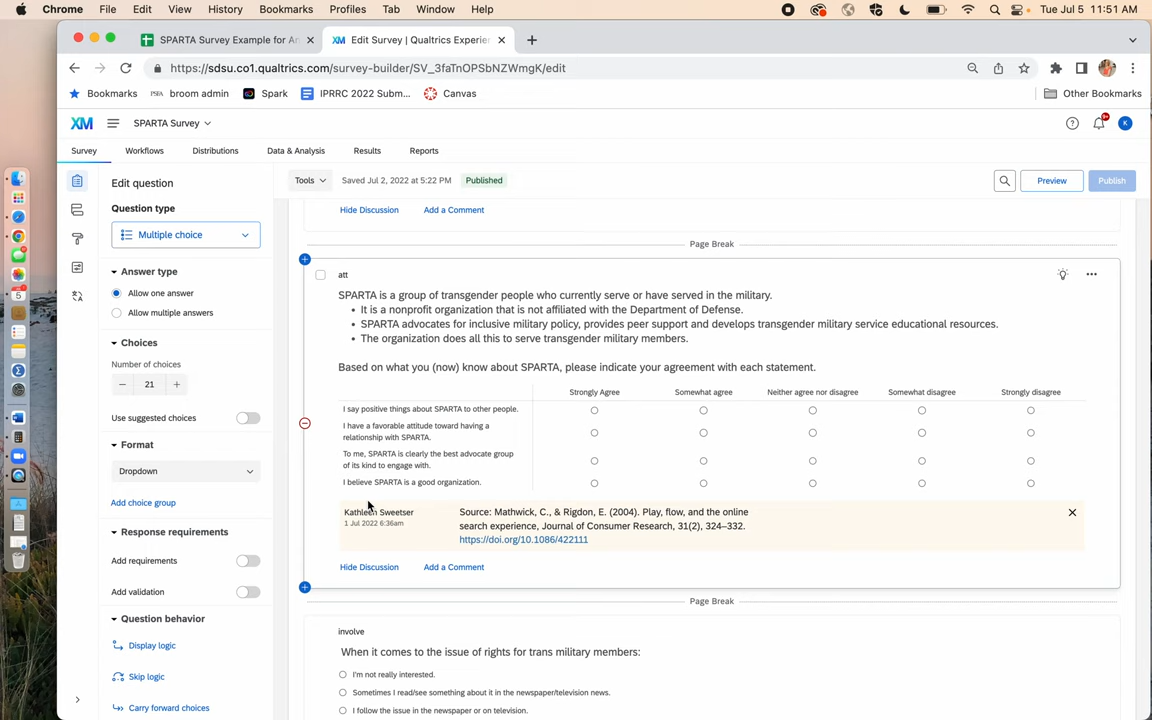 Chrome File Edit View History Bookmarks Profiles Tab Window Help Tue Jul 5 11:51 AM
SPARTA Survey Example for An
Edit Survey | Qualtrics Experie
https://sdsu.co1.qualtrics.com/survey-builder/SV_3faTnOPSbNZWmgK/edit
Bookmarks PSFA broom admin Spark IPRRC 2022 Subm... Canvas Other Bookmarks
XM SPARTA Survey K
Survey Workflows Distributions Data & Analysis Results Reports
Edit question
Tools Saved Jul 2, 2022 at 5:22 PM Published Preview Publish
Question type
Multiple choice
Answer type
Allow one answer
Allow multiple answers
Choices
Number of choices
21
Use suggested choices
Format
Dropdown
Add choice group
Response requirements
Add requirements
Add validation
Question behavior
Display logic
Skip logic
Carry forward choices
Hide Discussion Add a Comment
Page Break
att
SPARTA is a group of transgender people who currently serve or have served in the military.
• It is a nonprofit organization that is not affiliated with the Department of Defense.
• SPARTA advocates for inclusive military policy, provides peer support and develops transgender military service educational resources.
• The organization does all this to serve transgender military members.
Based on what you (now) know about SPARTA, please indicate your agreement with each statement.
Strongly Agree Somewhat agree Neither agree nor disagree Somewhat disagree Strongly disagree
I say positive things about SPARTA to other people.
I have a favorable attitude toward having a
relationship with SPARTA.
To me, SPARTA is clearly the best advocate group
of its kind to engage with.
I believe SPARTA is a good organization.
Kathleen Sweetser
1 Jul 2022 6:36am
Source: Mathwick, C., & Rigdon, E. (2004). Play, flow, and the online
search experience, Journal of Consumer Research, 31(2), 324–332.
https://doi.org/10.1086/422111
Hide Discussion Add a Comment
Page Break
involve
When it comes to the issue of rights for trans military members:
I'm not really interested.
Sometimes I read/see something about it in the newspaper/television news.
I follow the issue in the newspaper or on television.